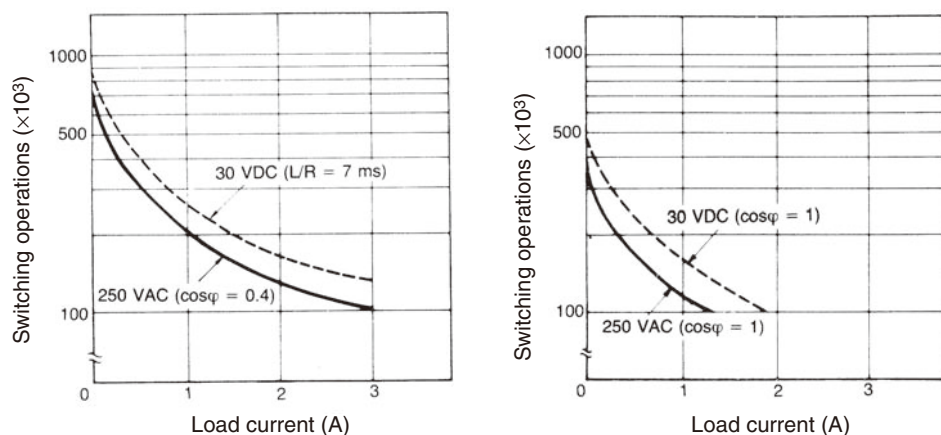 Switching operations (×10³)
1000
500
100
0
1
2
3
30 VDC (L/R = 7 ms)
250 VAC (cosφ = 0.4)
Load current (A)
Switching operations (×10³)
1000
500
100
0
1
2
3
30 VDC (cosφ = 1)
250 VAC (cosφ = 1)
Load current (A)